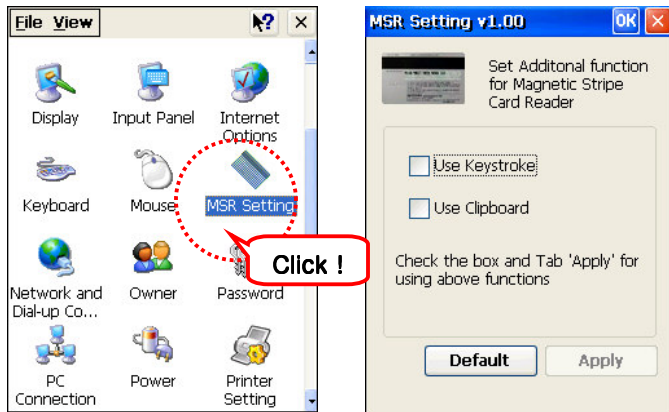 File View
Display
Input Panel
Internet
Options
Keyboard
Mouse
MSR Setting
Click !
Network and
Dial-up Co...
Owner
Password
PC
Connection
Power
Printer
Setting
MSR Setting v1.00
OK
Set Additonal function
for Magnetic Stripe
Card Reader
Use Keystroke
Use Clipboard
Check the box and Tab 'Apply' for
using above functions
Default
Apply